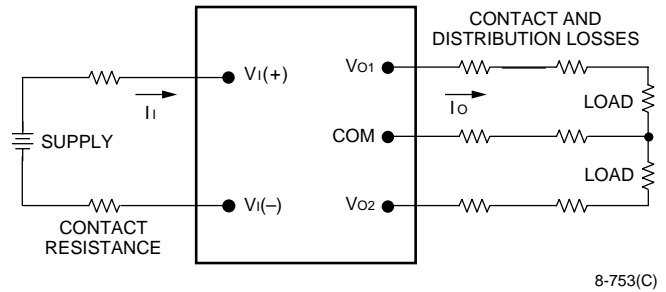 CONTACT AND
DISTRIBUTION LOSSES
VI(+)
VO1
II
IO
LOAD
SUPPLY
COM
LOAD
VI(–)
VO2
CONTACT
RESISTANCE
8-753(C)